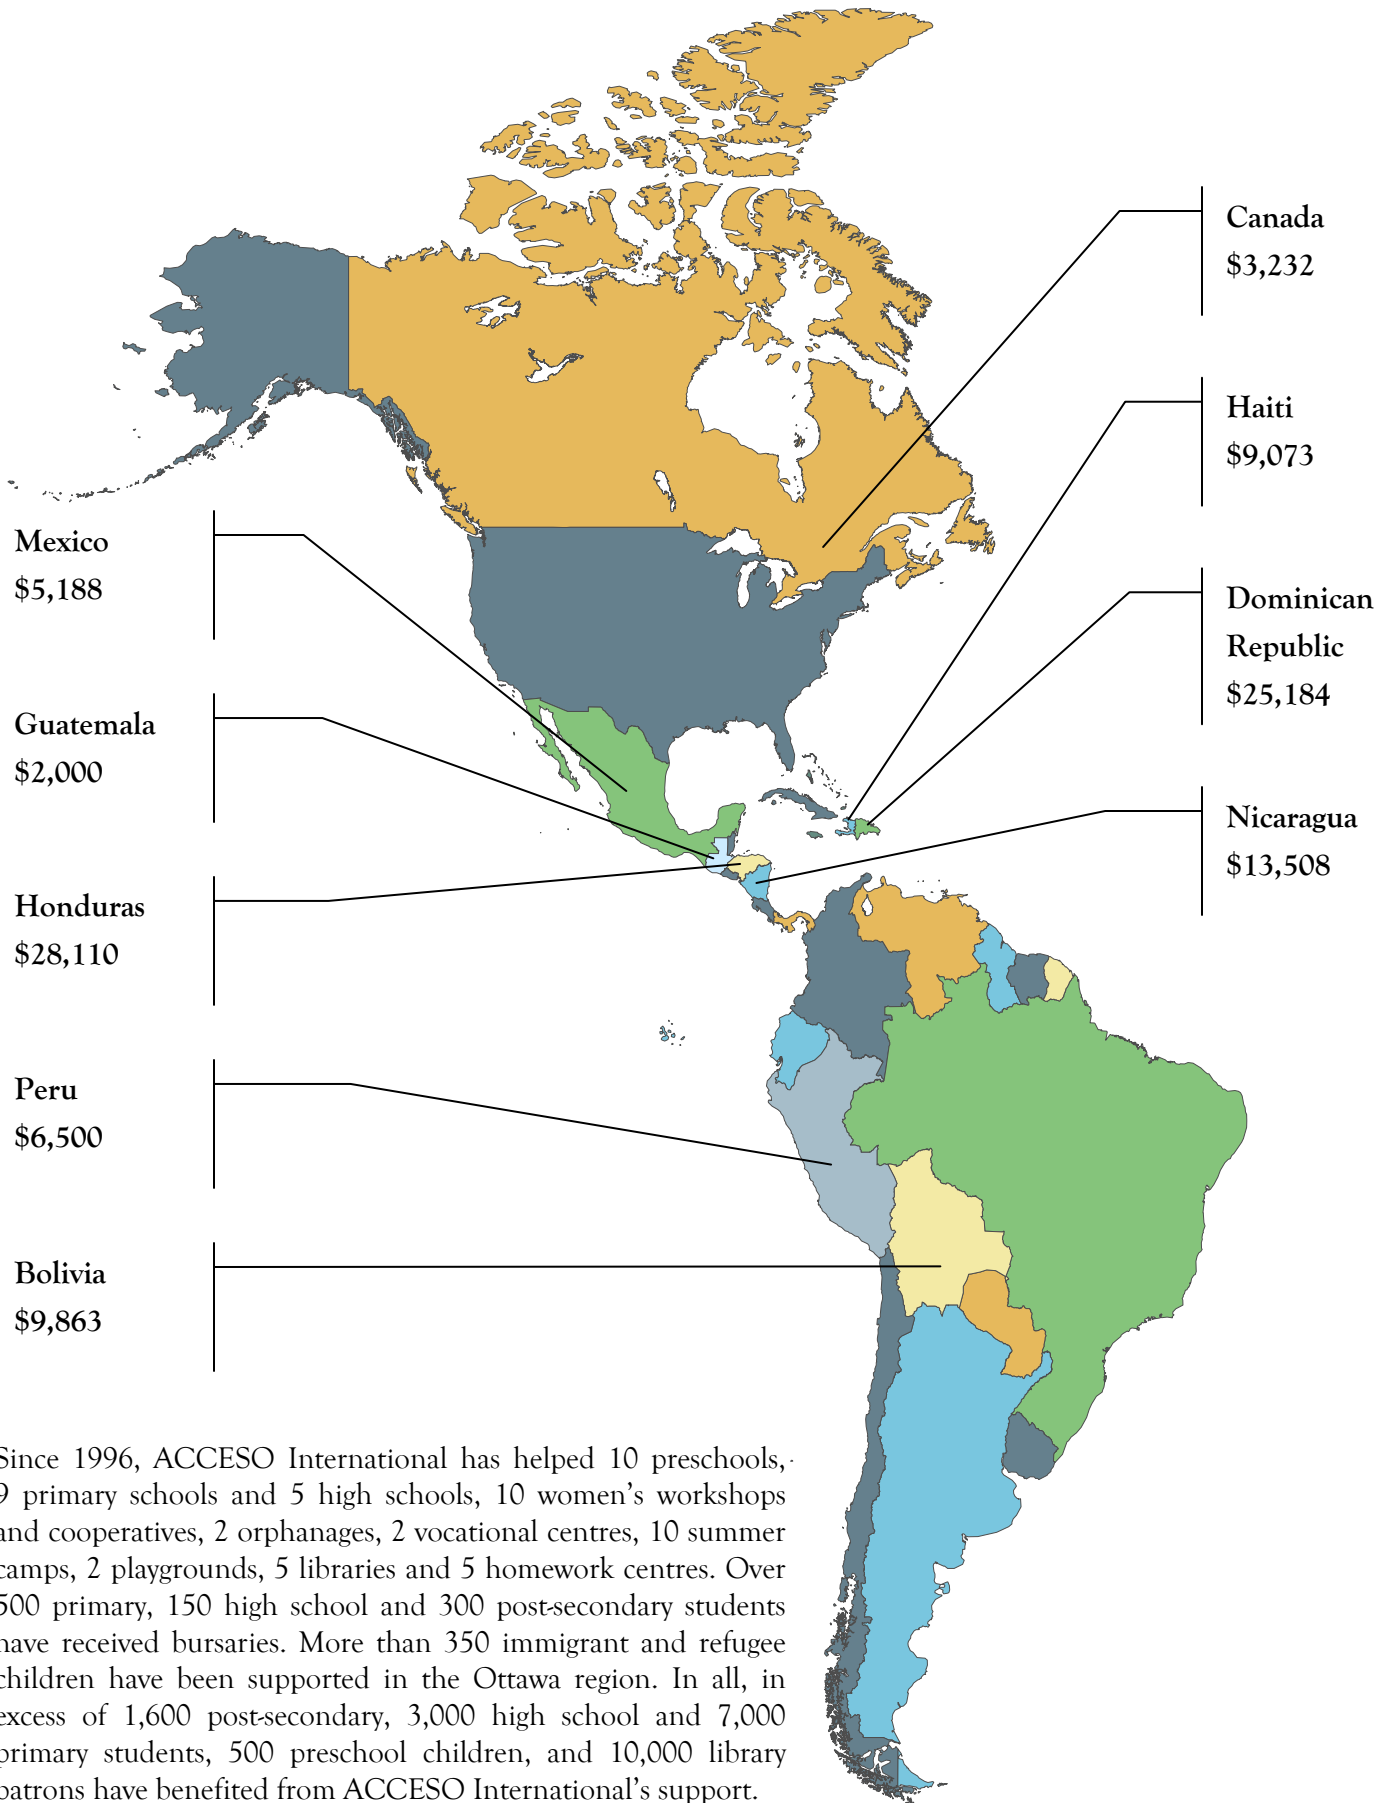 Canada
$3,232
Haiti
$9,073
Mexico
$5,188
Dominican
Republic
$25,184
Guatemala
$2,000
Nicaragua
$13,508
Honduras
$28,110
Peru
$6,500
Bolivia
$9,863
Since 1996, ACCESO International has helped 10 preschools,
9 primary schools and 5 high schools, 10 women's workshops
and cooperatives, 2 orphanages, 2 vocational centres, 10 summer
camps, 2 playgrounds, 5 libraries and 5 homework centres. Over
500 primary, 150 high school and 300 post-secondary students
have received bursaries. More than 350 immigrant and refugee
children have been supported in the Ottawa region. In all, in
excess of 1,600 post-secondary, 3,000 high school and 7,000
primary students, 500 preschool children, and 10,000 library
patrons have benefited from ACCESO International's support.